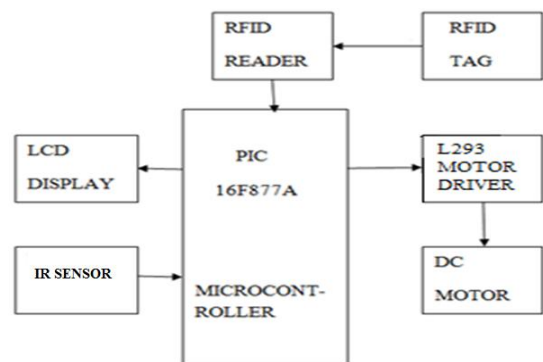 RFID
READER
RFID
TAG
LCD
DISPLAY
PIC
16F877A
L293
MOTOR
DRIVER
IR SENSOR
MICROCONT-
ROLLER
DC
MOTOR